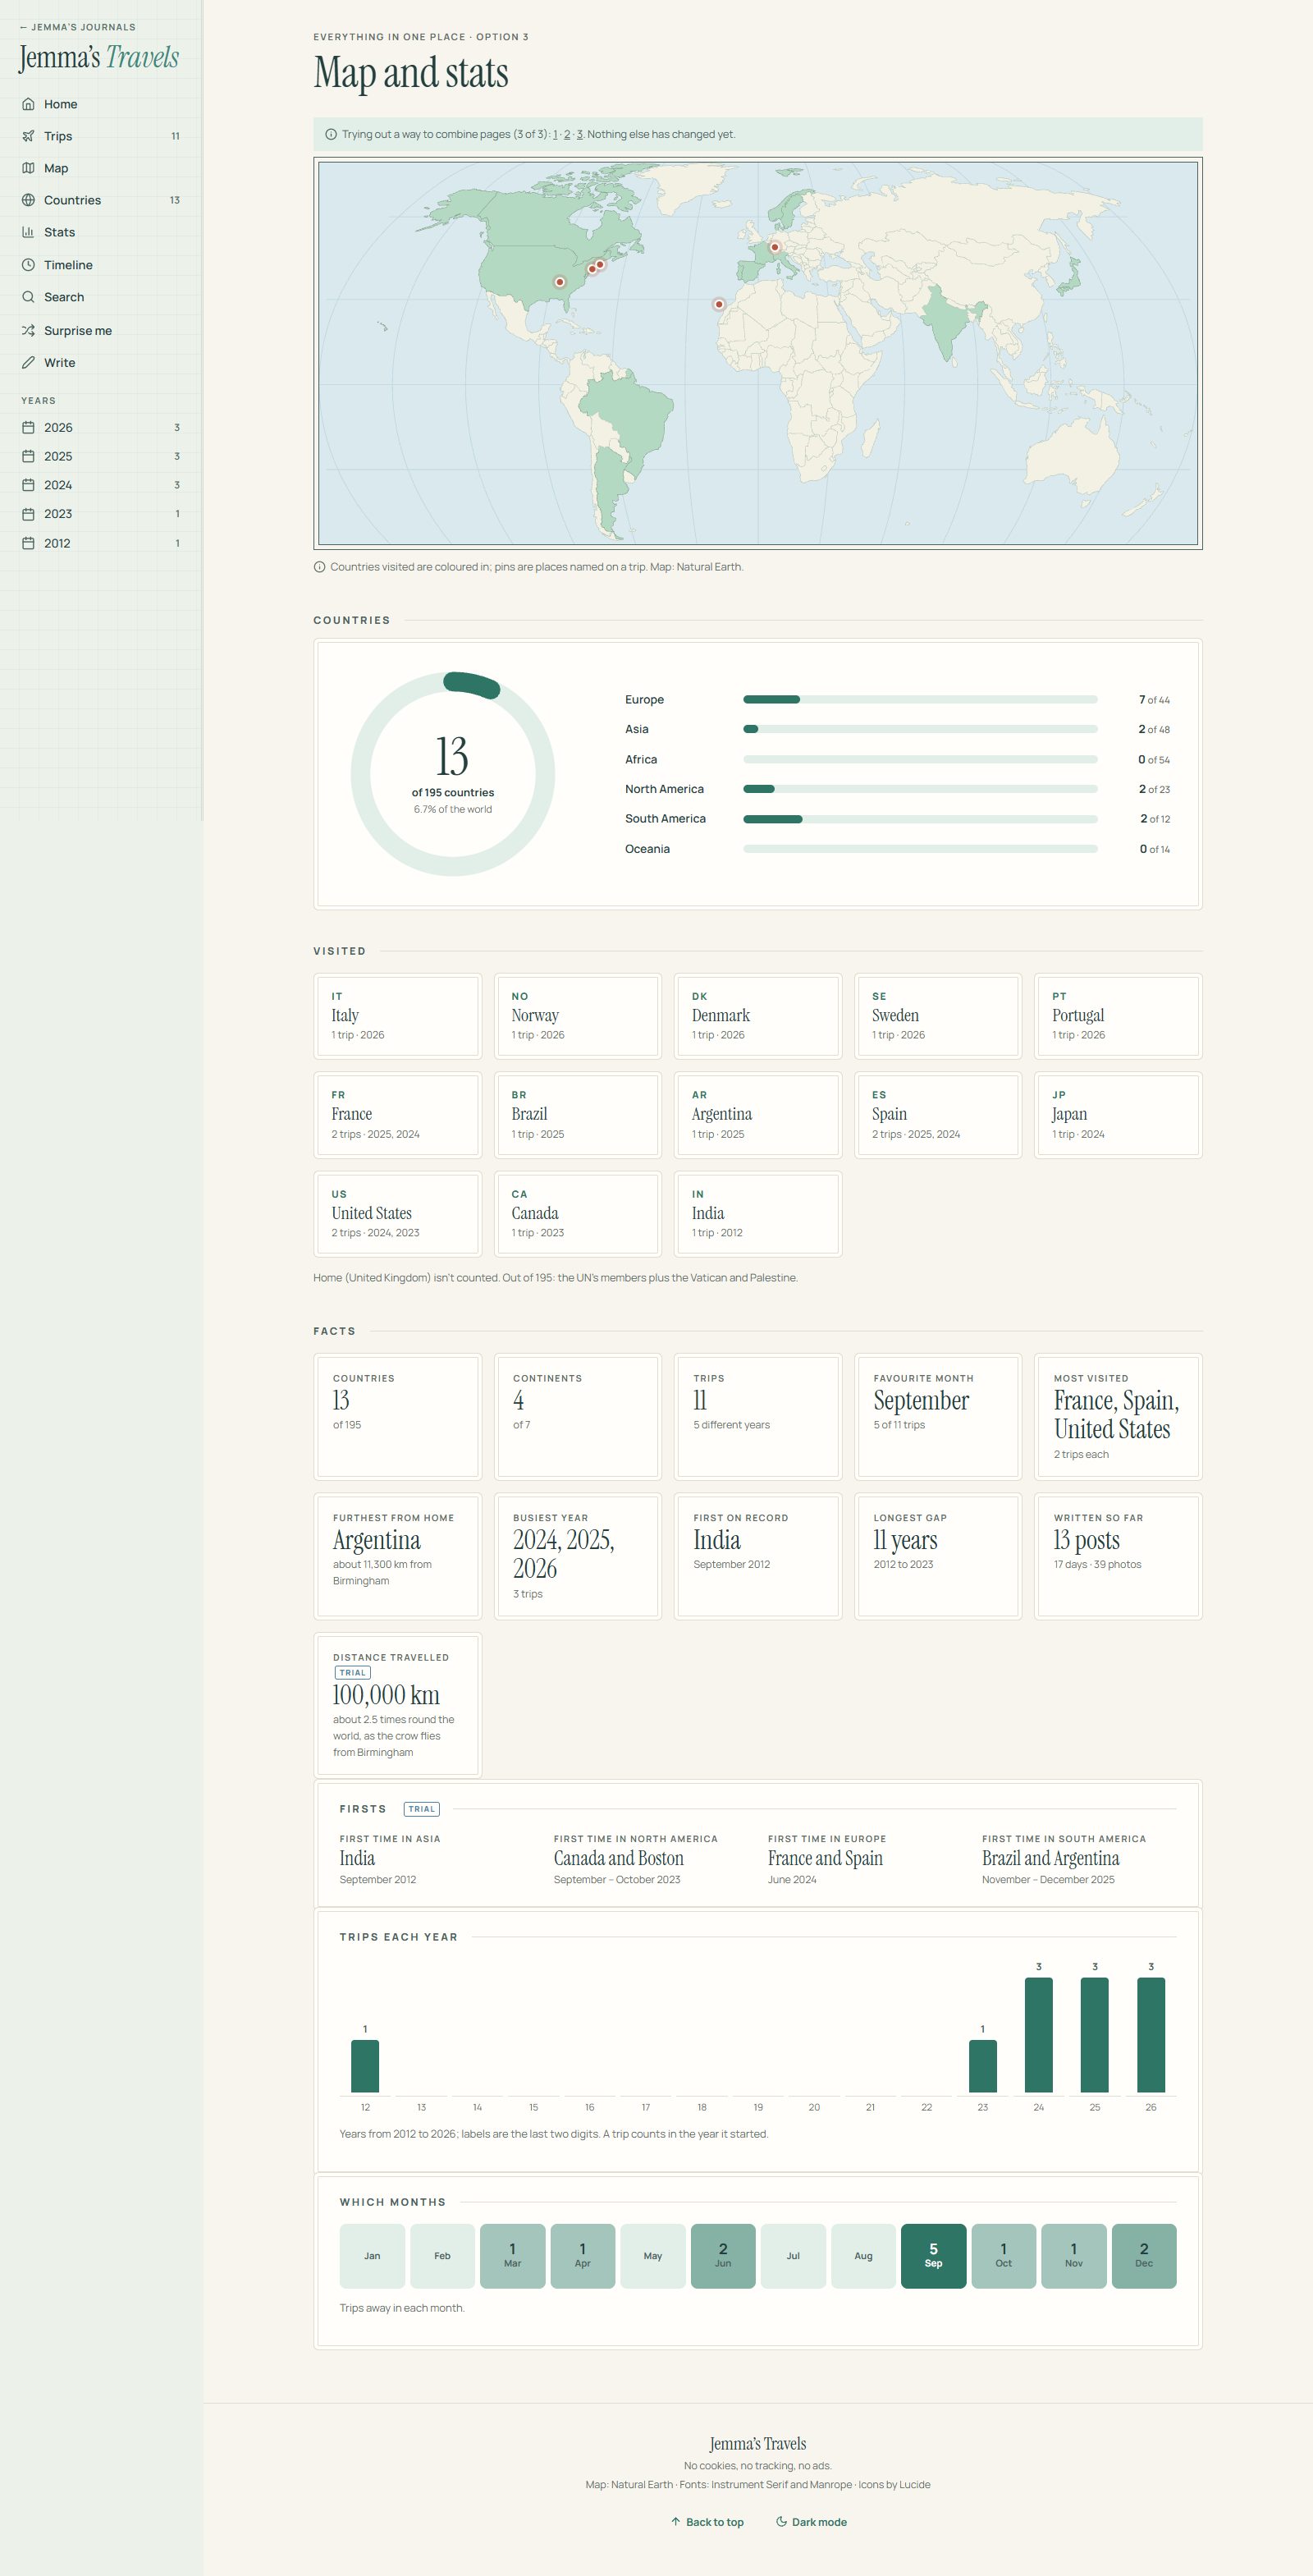 ← JEMMA'S JOURNALS
Jemma's Travels
Home
Trips 11
Map
Countries 13
Stats
Timeline
Search
Surprise me
Write
YEARS
2026 3
2025 3
2024 3
2023 1
2012 1
EVERYTHING IN ONE PLACE · OPTION 3
Map and stats
Trying out a way to combine pages (3 of 3): 1 · 2 · 3. Nothing else has changed yet.
Countries visited are coloured in; pins are places named on a trip. Map: Natural Earth.
COUNTRIES
13
of 195 countries
6.7% of the world
Europe 7 of 44
Asia 2 of 48
Africa 0 of 54
North America 2 of 23
South America 2 of 12
Oceania 0 of 14
VISITED
IT
Italy
1 trip · 2026
NO
Norway
1 trip · 2026
DK
Denmark
1 trip · 2026
SE
Sweden
1 trip · 2026
PT
Portugal
1 trip · 2026
FR
France
2 trips · 2025, 2024
BR
Brazil
1 trip · 2025
AR
Argentina
1 trip · 2025
ES
Spain
2 trips · 2025, 2024
JP
Japan
1 trip · 2024
US
United States
2 trips · 2024, 2023
CA
Canada
1 trip · 2023
IN
India
1 trip · 2012
Home (United Kingdom) isn't counted. Out of 195: the UN's members plus the Vatican and Palestine.
FACTS
COUNTRIES
13
of 195
CONTINENTS
4
of 7
TRIPS
11
5 different years
FAVOURITE MONTH
September
5 of 11 trips
MOST VISITED
France, Spain,
United States
2 trips each
FURTHEST FROM HOME
Argentina
about 11,300 km from
Birmingham
BUSIEST YEAR
2024, 2025,
2026
3 trips
FIRST ON RECORD
India
September 2012
LONGEST GAP
11 years
2012 to 2023
WRITTEN SO FAR
13 posts
17 days · 39 photos
DISTANCE TRAVELLED
TRIAL
100,000 km
about 2.5 times round the
world, as the crow flies
from Birmingham
FIRSTS TRIAL
FIRST TIME IN ASIA
India
September 2012
FIRST TIME IN NORTH AMERICA
Canada and Boston
September – October 2023
FIRST TIME IN EUROPE
France and Spain
June 2024
FIRST TIME IN SOUTH AMERICA
Brazil and Argentina
November – December 2025
TRIPS EACH YEAR
1 1 3 3 3
12 13 14 15 16 17 18 19 20 21 22 23 24 25 26
Years from 2012 to 2026; labels are the last two digits. A trip counts in the year it started.
WHICH MONTHS
Jan
Feb
1
Mar
1
Apr
May
2
Jun
Jul
Aug
5
Sep
1
Oct
1
Nov
2
Dec
Trips away in each month.
Jemma's Travels
No cookies, no tracking, no ads.
Map: Natural Earth · Fonts: Instrument Serif and Manrope · Icons by Lucide
Back to top
Dark mode